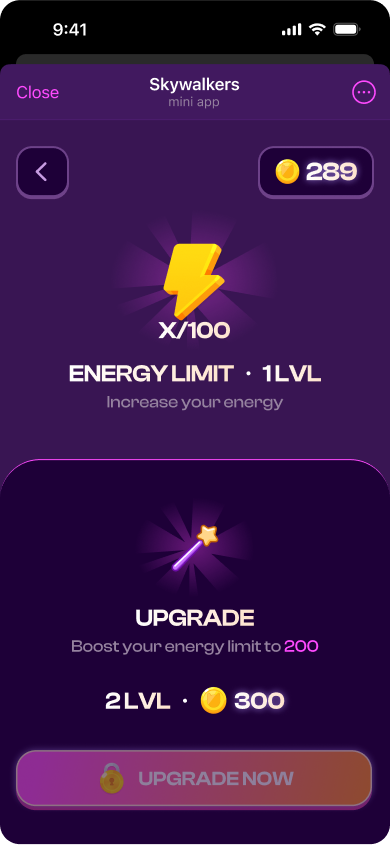 9:41
Close
Skywalkers
mini app
289
X/100
ENERGY LIMIT · 1 LVL
Increase your energy
UPGRADE
Boost your energy limit to 200
2 LVL · 300
UPGRADE NOW